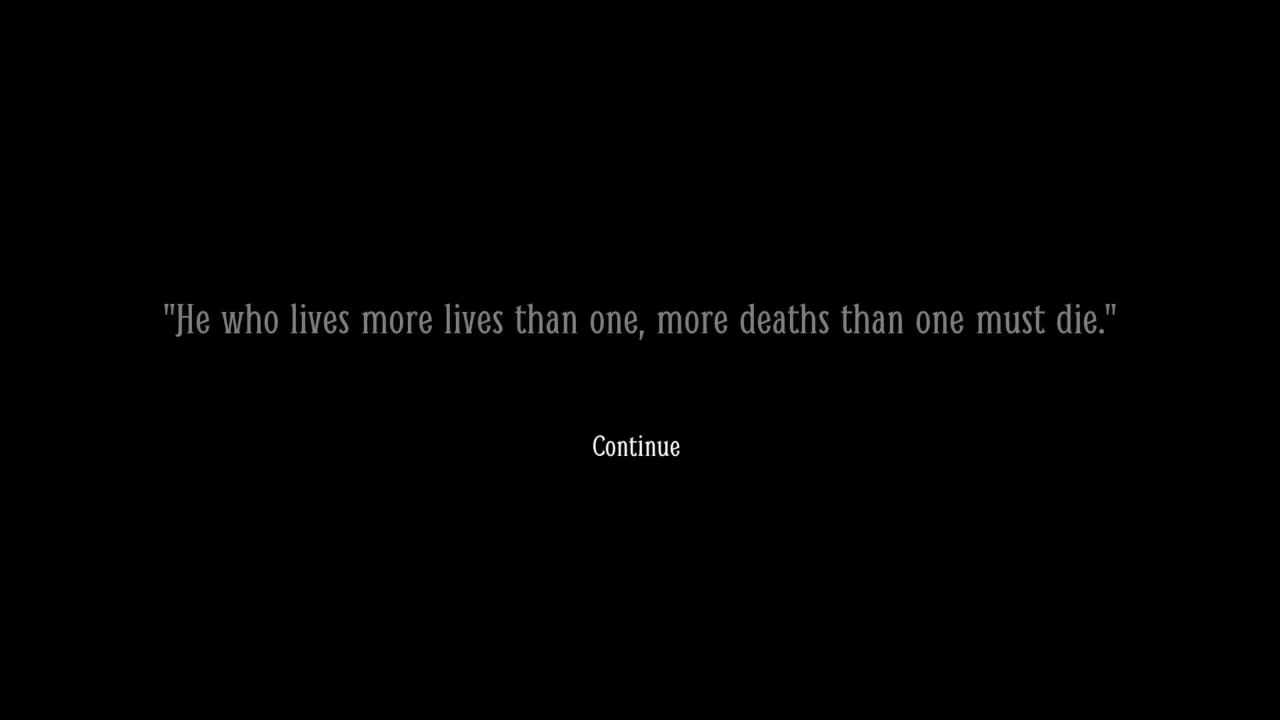 "He who lives more lives than one, more deaths than one must die."
Continue